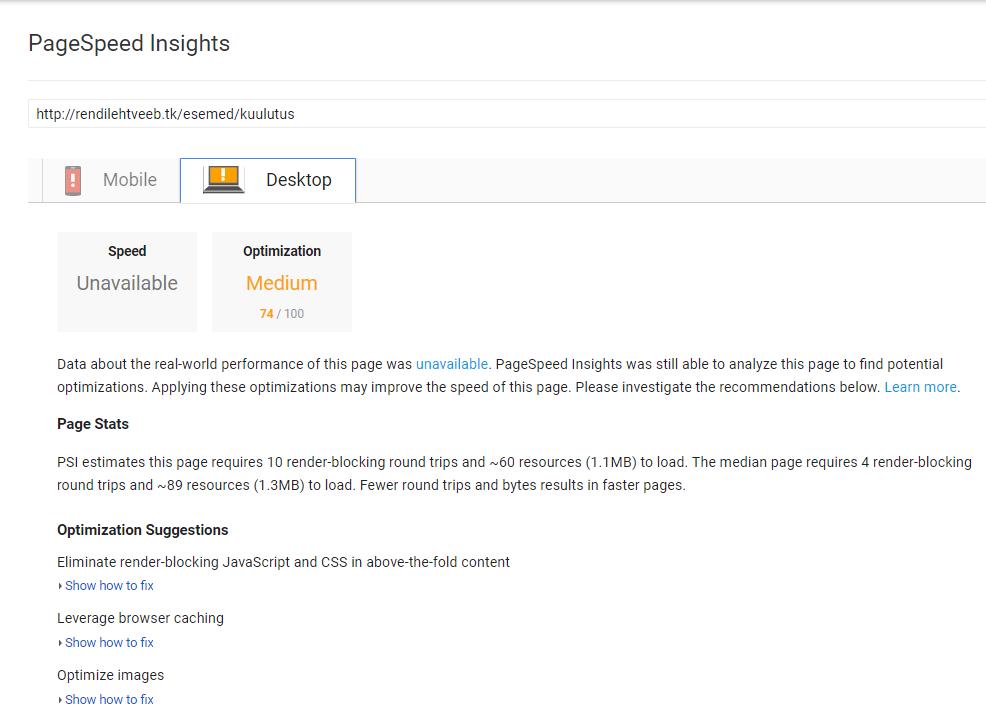 PageSpeed Insights
http://rendilehtveeb.tk/esemed/kuulutus
Mobile
Desktop
Speed
Unavailable
Optimization
Medium
74 / 100
Data about the real-world performance of this page was unavailable. PageSpeed Insights was still able to analyze this page to find potential
optimizations. Applying these optimizations may improve the speed of this page. Please investigate the recommendations below. Learn more.
Page Stats
PSI estimates this page requires 10 render-blocking round trips and ~60 resources (1.1MB) to load. The median page requires 4 render-blocking
round trips and ~89 resources (1.3MB) to load. Fewer round trips and bytes results in faster pages.
Optimization Suggestions
Eliminate render-blocking JavaScript and CSS in above-the-fold content
Show how to fix
Leverage browser caching
Show how to fix
Optimize images
Show how to fix